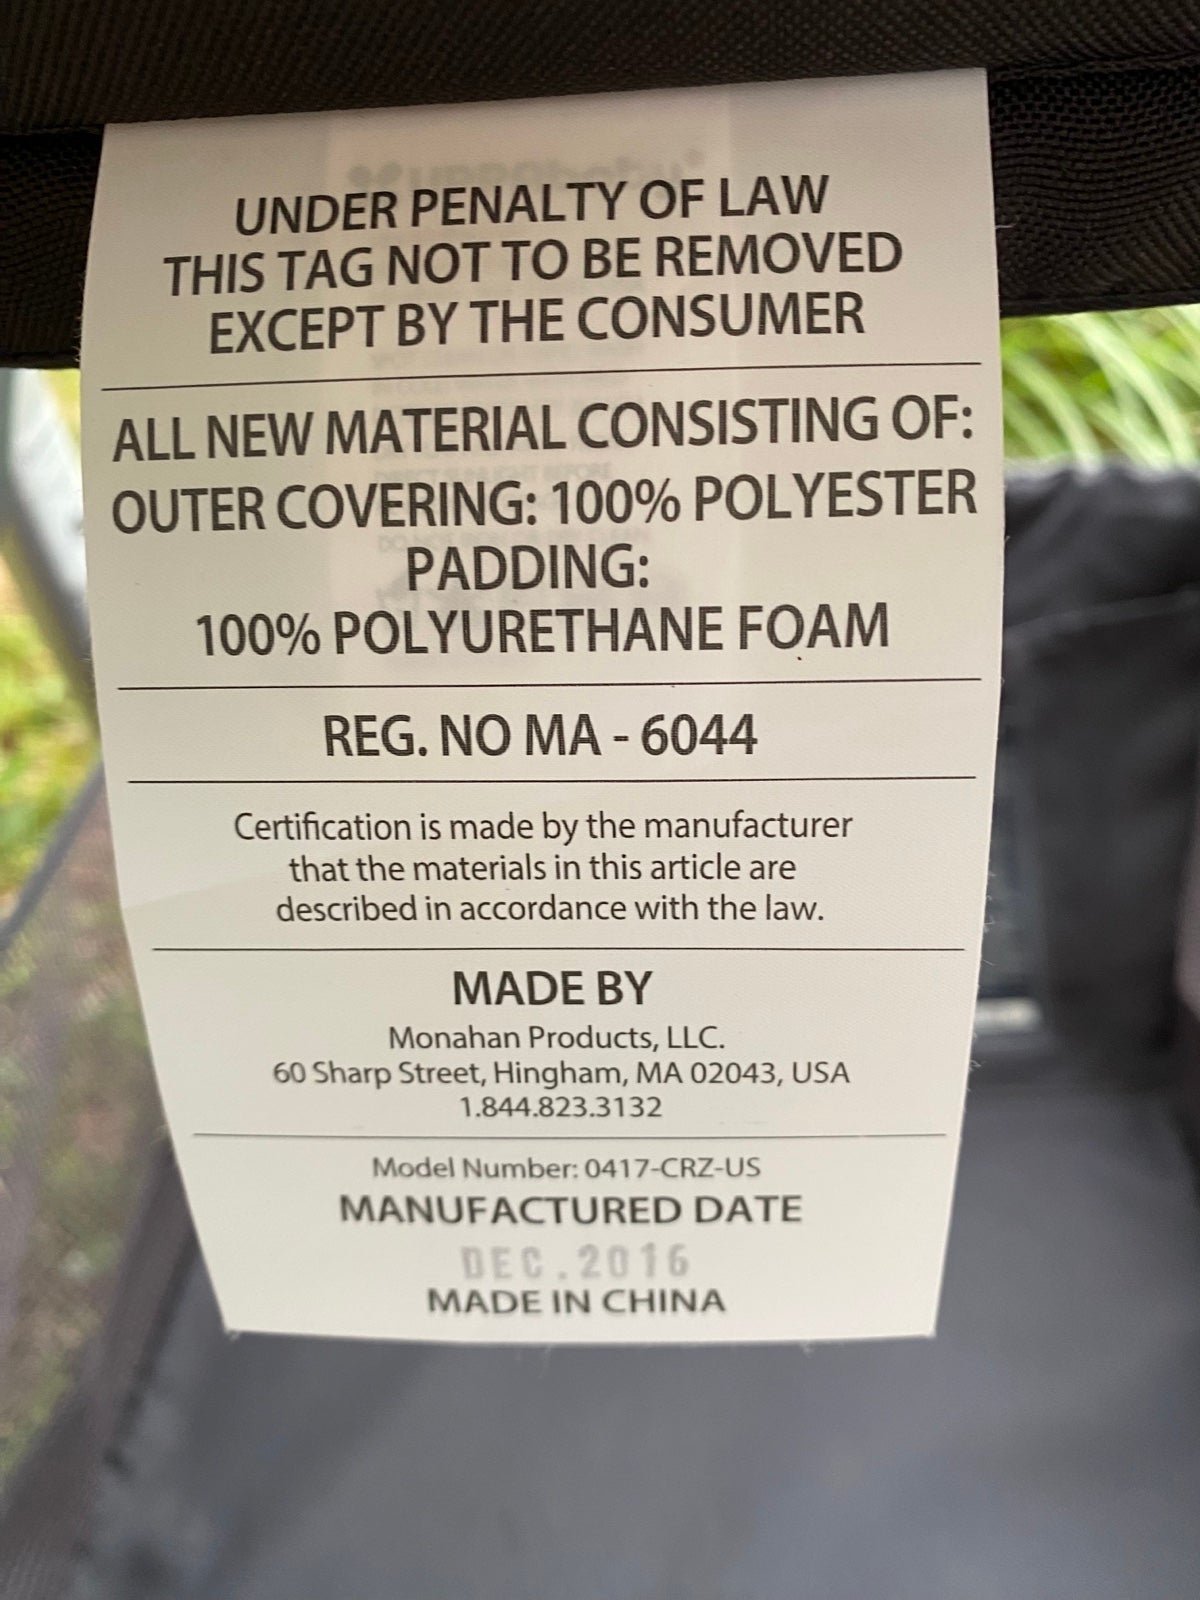 UNDER PENALTY OF LAW
THIS TAG NOT TO BE REMOVED
EXCEPT BY THE CONSUMER
ALL NEW MATERIAL CONSISTING OF:
OUTER COVERING: 100% POLYESTER
PADDING:
100% POLYURETHANE FOAM
REG. NO MA - 6044
Certification is made by the manufacturer
that the materials in this article are
described in accordance with the law.
MADE BY
Monahan Products, LLC.
60 Sharp Street, Hingham, MA 02043, USA
1.844.823.3132
Model Number: 0417-CRZ-US
MANUFACTURED DATE
DEC.2016
MADE IN CHINA